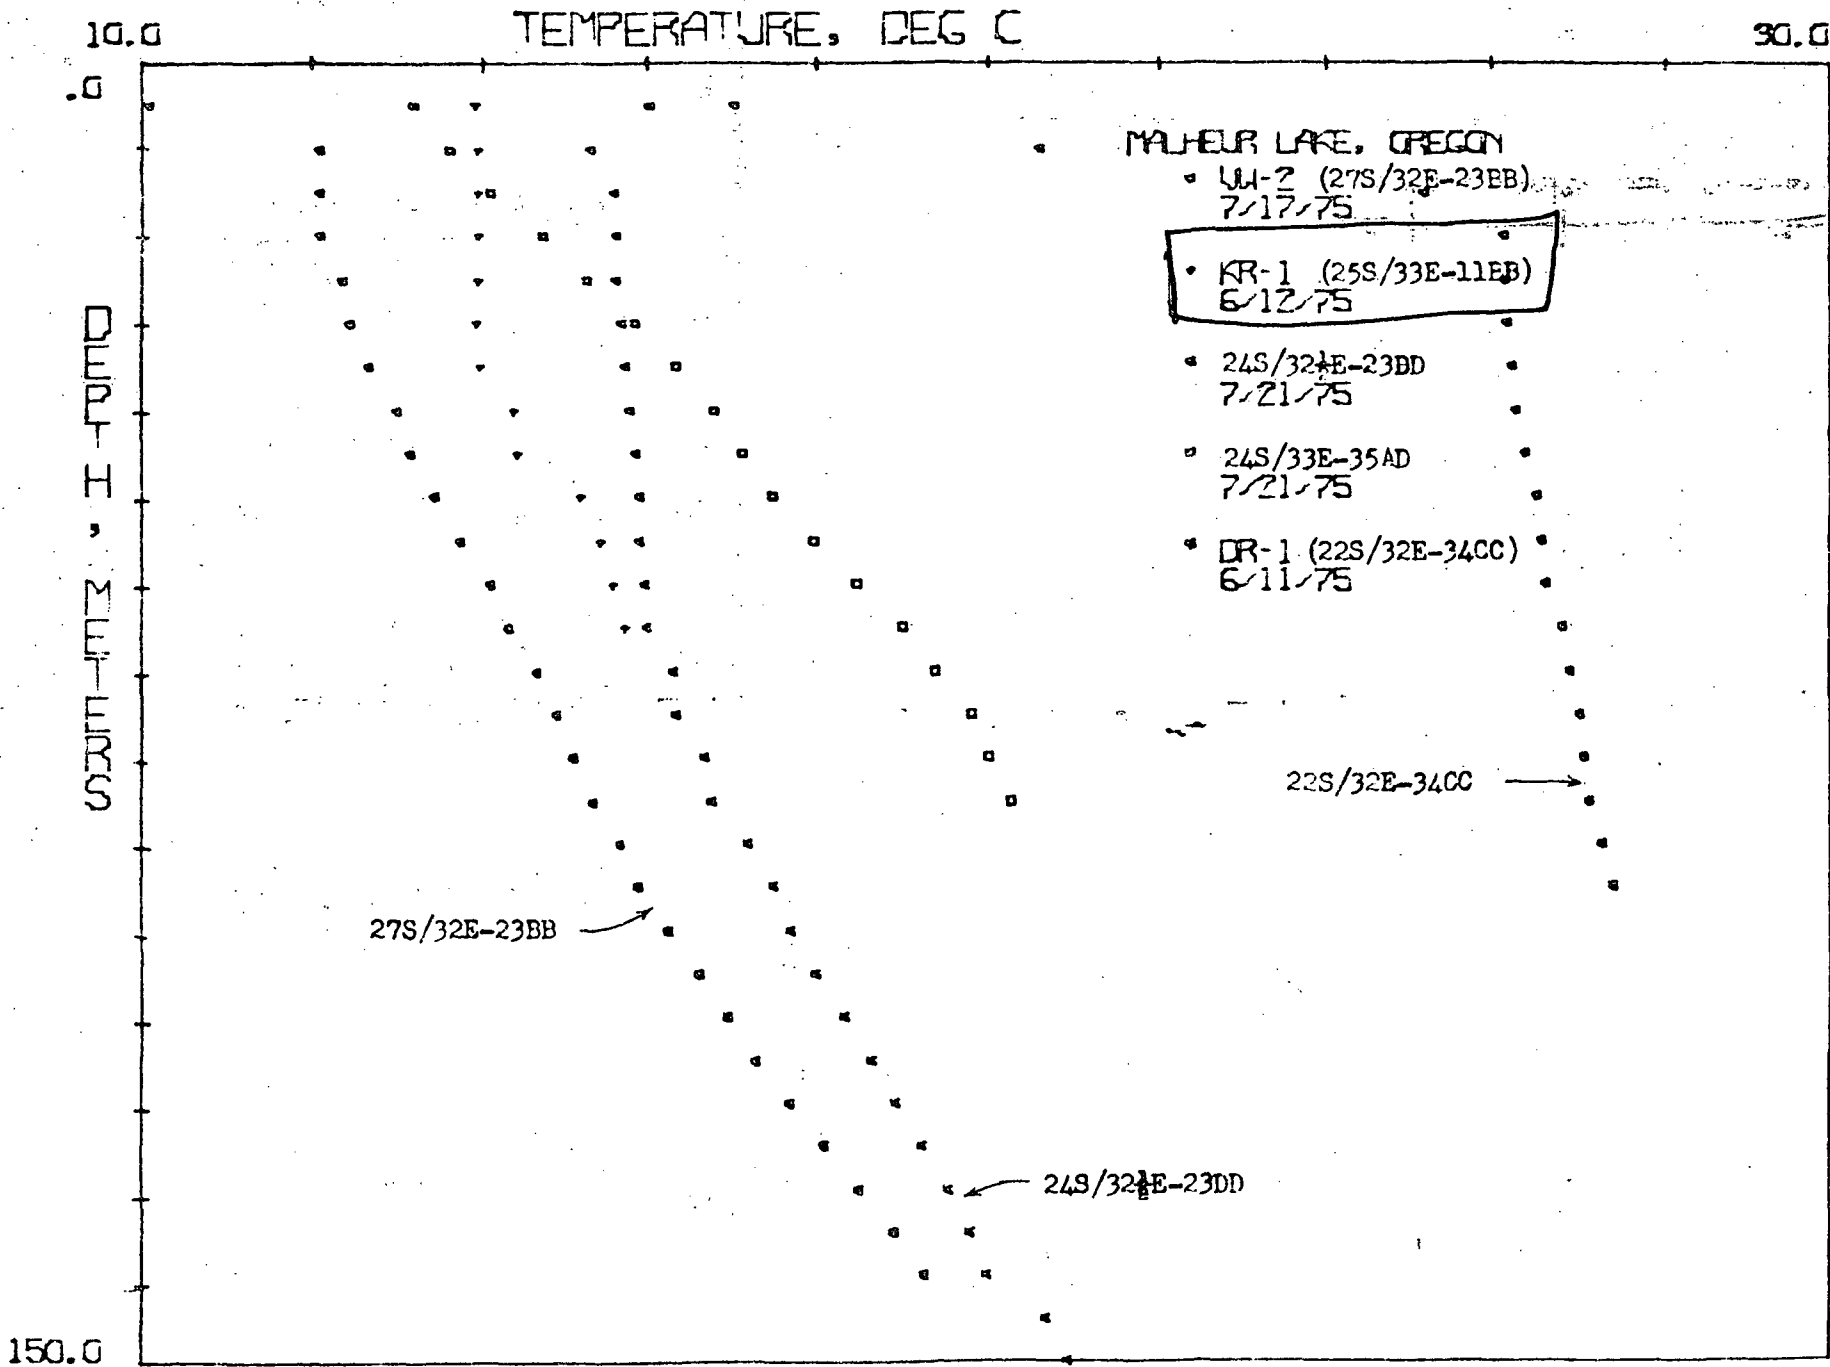 TEMPERATURE, DEG C
10.0
30.0
.0
MALHEUR LAKE, OREGON
WW-2 (27S/32E-23BB)
7/17/75
KR-1 (25S/33E-11BB)
6/12/75
24S/32½E-23BD
7/21/75
24S/33E-35AD
7/21/75
DR-1 (22S/32E-34CC)
6/11/75
DEPTH, METERS
22S/32E-34CC
27S/32E-23BB
24S/32½E-23DD
150.0